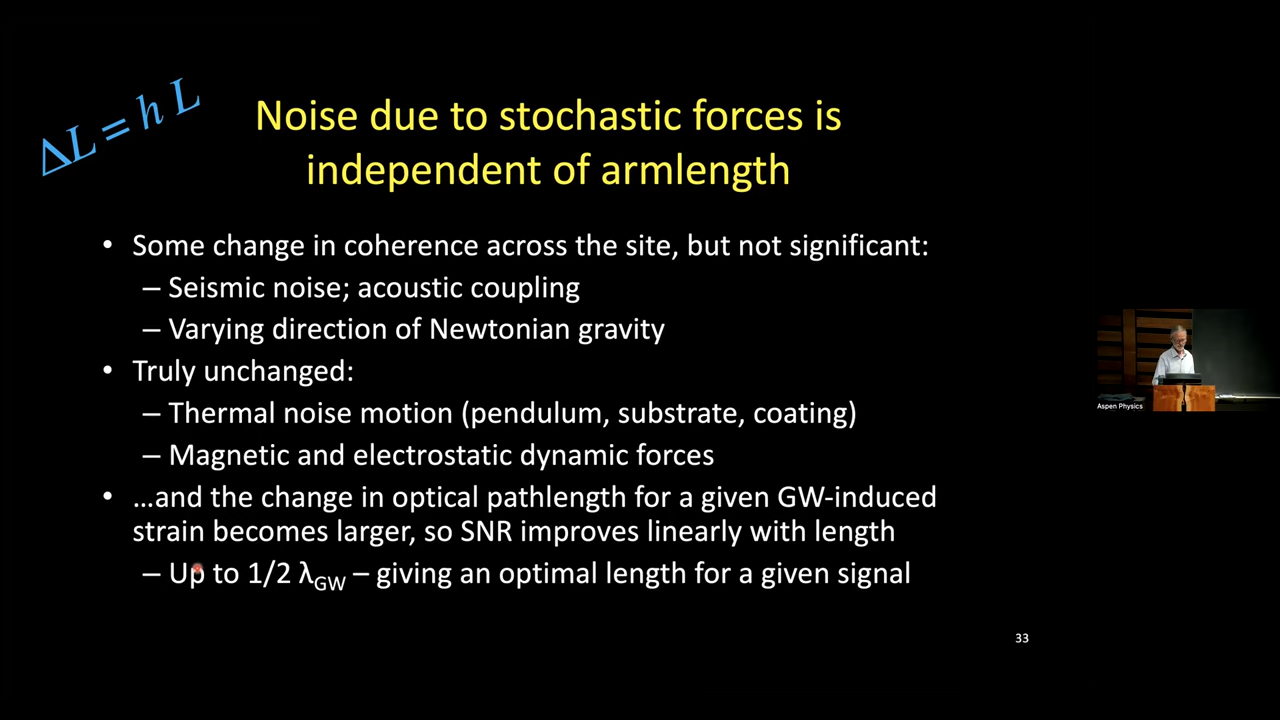 ΔL = h L
Noise due to stochastic forces is
independent of armlength
• Some change in coherence across the site, but not significant:
– Seismic noise; acoustic coupling
– Varying direction of Newtonian gravity
• Truly unchanged:
– Thermal noise motion (pendulum, substrate, coating)
– Magnetic and electrostatic dynamic forces
• …and the change in optical pathlength for a given GW-induced
strain becomes larger, so SNR improves linearly with length
– Up to 1/2 λGW – giving an optimal length for a given signal
Aspen Physics
33